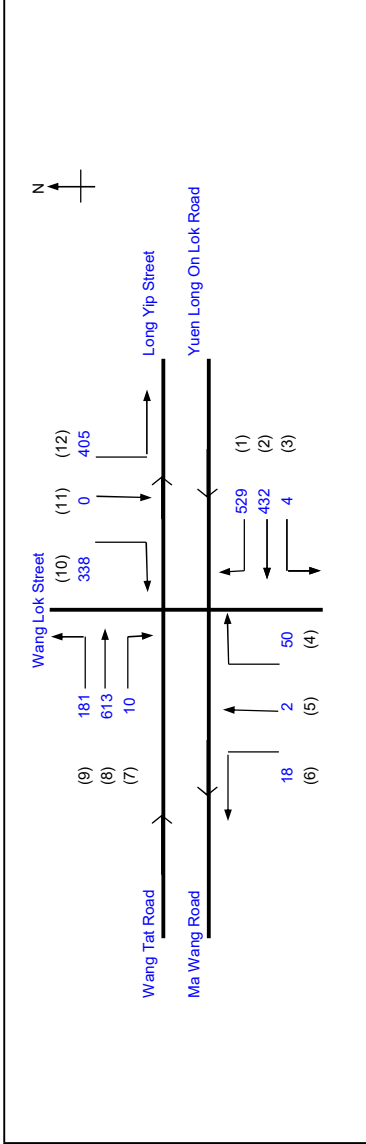 N
Wang Lok Street
(10) (11) (12)
338 0 405
(9) 181
(8) 613
(7) 10
Wang Tat Road
Long Yip Street
Ma Wang Road
Yuen Long On Lok Road
529 (1)
432 (2)
4 (3)
18 2 50
(6) (5) (4)